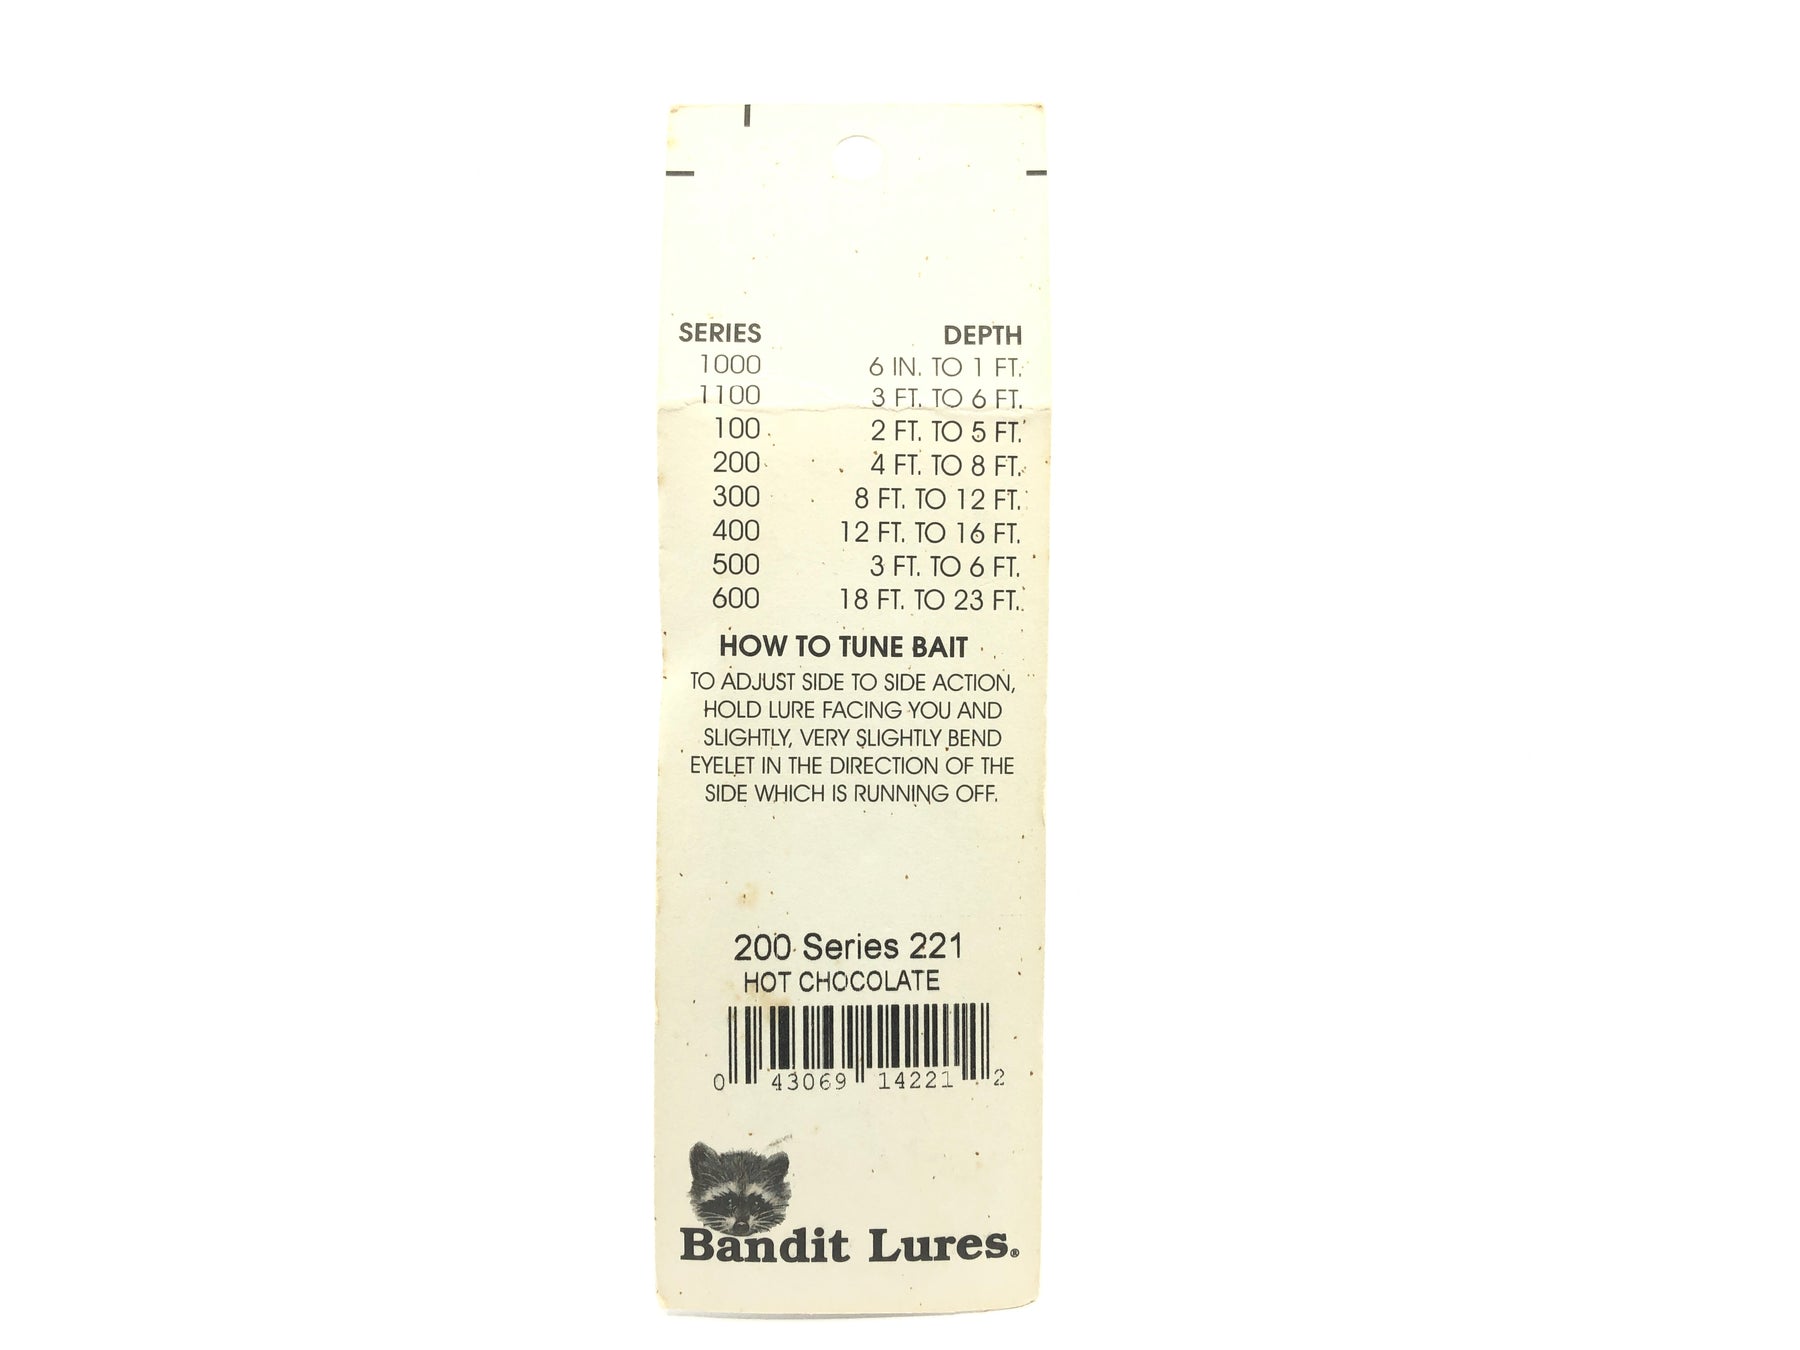 SERIES DEPTH
1000 6 IN. TO 1 FT.
1100 3 FT. TO 6 FT.
100 2 FT. TO 5 FT.
200 4 FT. TO 8 FT.
300 8 FT. TO 12 FT.
400 12 FT. TO 16 FT.
500 3 FT. TO 6 FT.
600 18 FT. TO 23 FT.
HOW TO TUNE BAIT
TO ADJUST SIDE TO SIDE ACTION,
HOLD LURE FACING YOU AND
SLIGHTLY, VERY SLIGHTLY BEND
EYELET IN THE DIRECTION OF THE
SIDE WHICH IS RUNNING OFF.
200 Series 221
HOT CHOCOLATE
0 43069 14221 2
Bandit Lures®